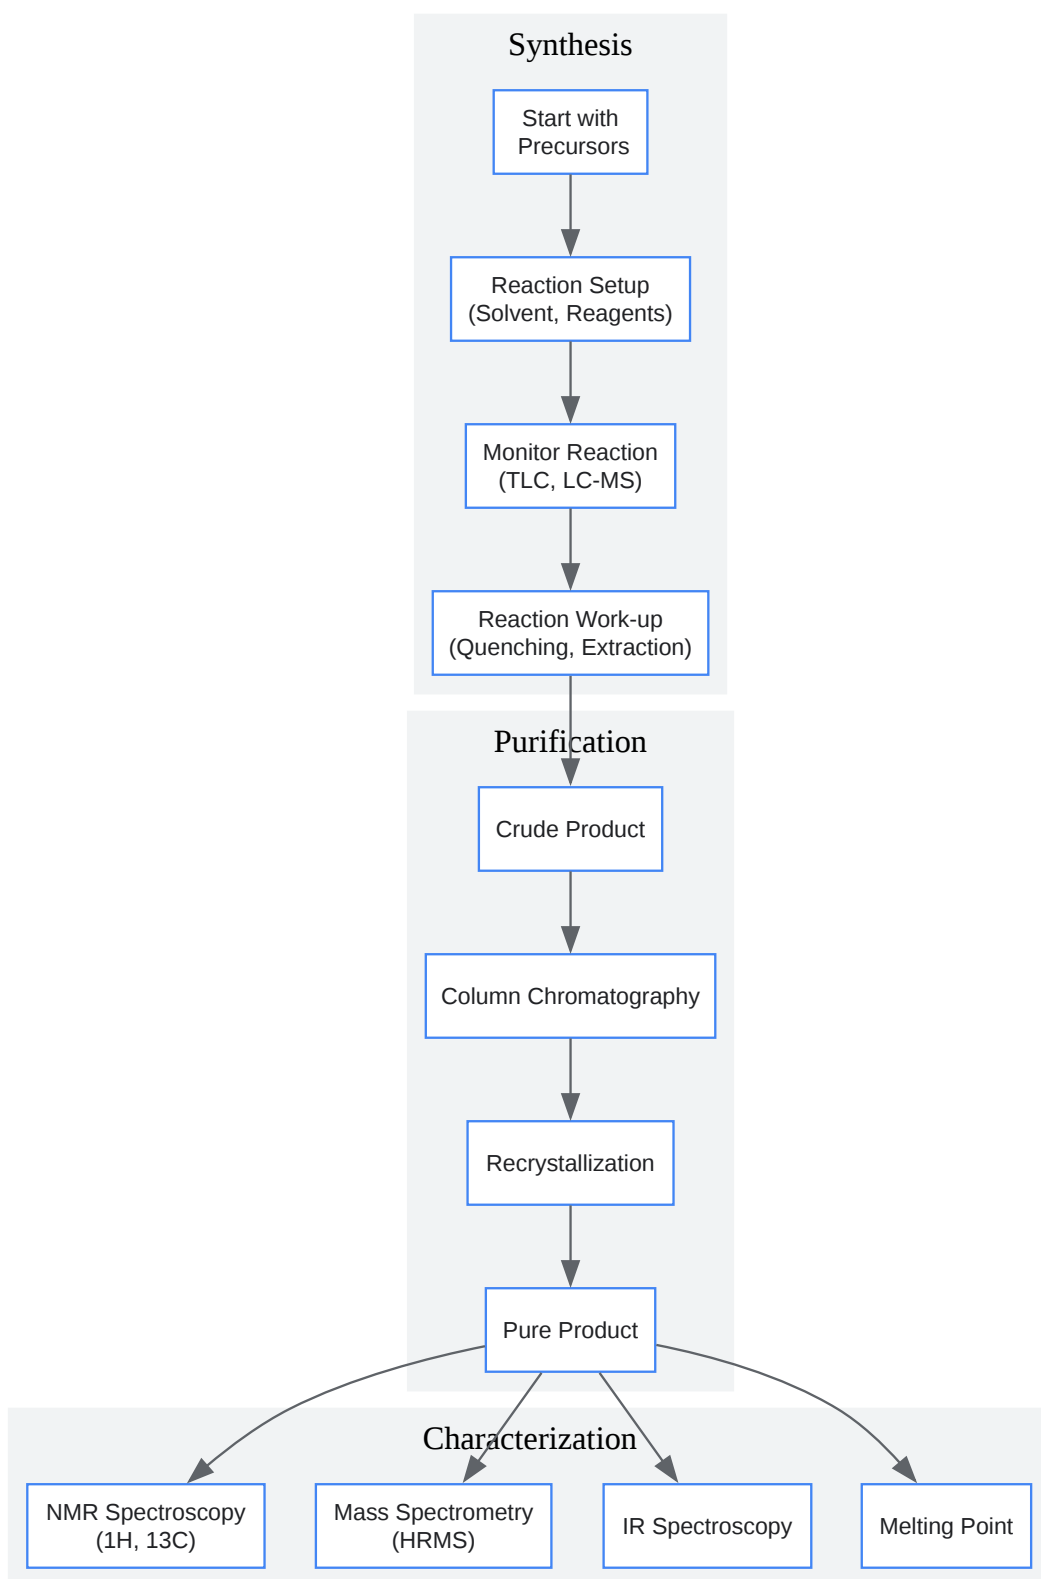 Synthesis
Start with
Precursors
Reaction Setup
(Solvent, Reagents)
Monitor Reaction
(TLC, LC-MS)
Reaction Work-up
(Quenching, Extraction)
Purification
Crude Product
Column Chromatography
Recrystallization
Pure Product
Characterization
NMR Spectroscopy
(1H, 13C)
Mass Spectrometry
(HRMS)
IR Spectroscopy
Melting Point